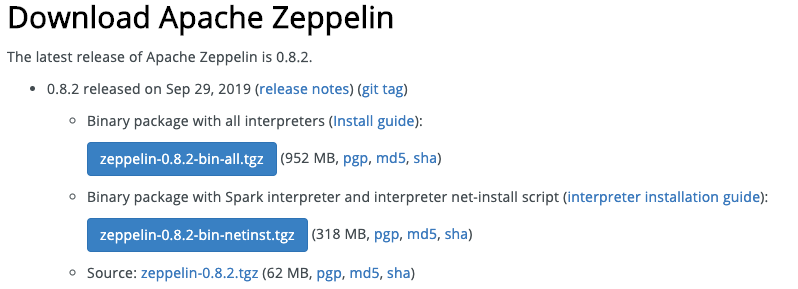 Download Apache Zeppelin
The latest release of Apache Zeppelin is 0.8.2.
0.8.2 released on Sep 29, 2019 (release notes) (git tag)
Binary package with all interpreters (Install guide):
zeppelin-0.8.2-bin-all.tgz (952 MB, pgp, md5, sha)
Binary package with Spark interpreter and interpreter net-install script (interpreter installation guide):
zeppelin-0.8.2-bin-netinst.tgz (318 MB, pgp, md5, sha)
Source: zeppelin-0.8.2.tgz (62 MB, pgp, md5, sha)